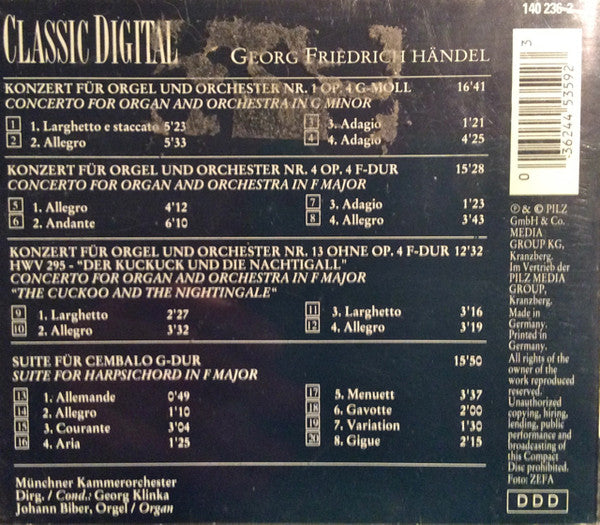 CLASSIC DIGITAL
GEORG FRIEDRICH HÄNDEL
KONZERT FÜR ORGEL UND ORCHESTER NR. 1 OP. 4 G-MOLL 16'41
CONCERTO FOR ORGAN AND ORCHESTRA IN G MINOR
1 1. Larghetto e staccato 5'23
2 2. Allegro 5'33
3. Adagio 1'21
4 4. Adagio 4'25
KONZERT FÜR ORGEL UND ORCHESTER NR. 4 OP. 4 F-DUR 15'28
CONCERTO FOR ORGAN AND ORCHESTRA IN F MAJOR
5 1. Allegro 4'12
6 2. Andante 6'10
7 3. Adagio 1'23
8 4. Allegro 3'43
KONZERT FÜR ORGEL UND ORCHESTER NR. 13 OHNE OP. 4 F-DUR 12'32
HWV 295 - "DER KUCKUCK UND DIE NACHTIGALL"
CONCERTO FOR ORGAN AND ORCHESTRA IN F MAJOR
"THE CUCKOO AND THE NIGHTINGALE"
9 1. Larghetto 2'27
10 2. Allegro 3'32
11 3. Larghetto 3'16
12 4. Allegro 3'19
SUITE FÜR CEMBALO G-DUR 15'50
SUITE FOR HARPSICHORD IN F MAJOR
13 1. Allemande 0'49
14 2. Allegro 1'10
15 3. Courante 3'04
16 4. Aria 1'25
17 5. Menuett 3'37
18 6. Gavotte 2'00
19 7. Variation 1'30
20 8. Gigue 2'15
Münchner Kammerorchester
Dirg. / Cond.: Georg Klinka
Johann Biber, Orgel / Organ
140 236-2
0 36244 53592 3
℗ & © PILZ
GmbH & Co.
MEDIA
GROUP KG,
Kranzberg.
Im Vertrieb der
PILZ MEDIA
GROUP,
Kranzberg.
Made in
Germany.
Printed in
Germany.
All rights of the
owner of the
work reproduced
reserved.
Unauthorized
copying, hiring,
lending, public
performance and
broadcasting of
this Compact
Disc prohibited.
Foto: ZEFA
DDD